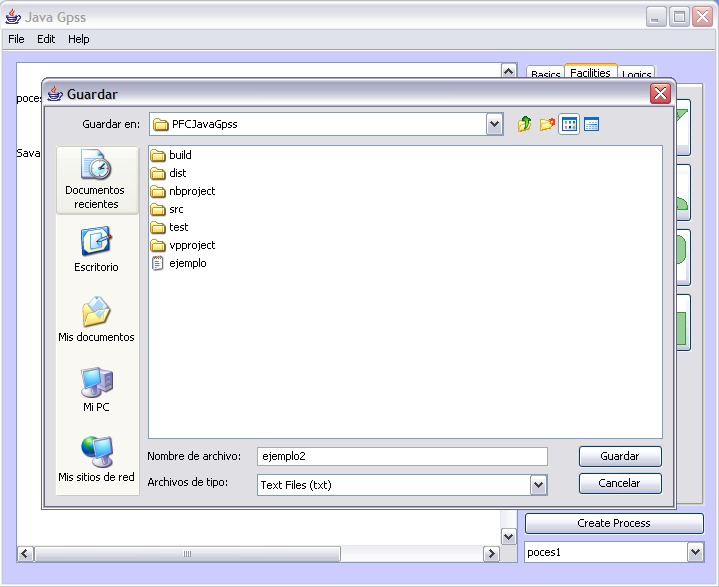 Java Gpss
File Edit Help
Basics Facilities Logics
poces
Sava
Guardar
Guardar en: PFCJavaGpss
Documentos
recientes
Escritorio
Mis documentos
Mi PC
Mis sitios de red
build
dist
nbproject
src
test
vpproject
ejemplo
Nombre de archivo: ejemplo2 Guardar
Archivos de tipo: Text Files (txt) Cancelar
Create Process
poces1